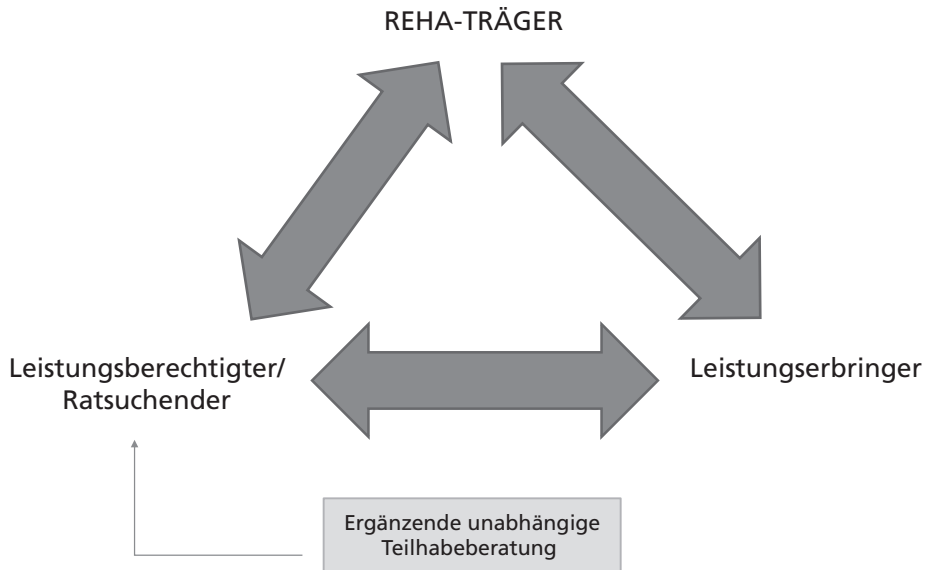 REHA-TRÄGER
Leistungsberechtigter/
Ratsuchender
Leistungserbringer
Ergänzende unabhängige
Teilhabeberatung